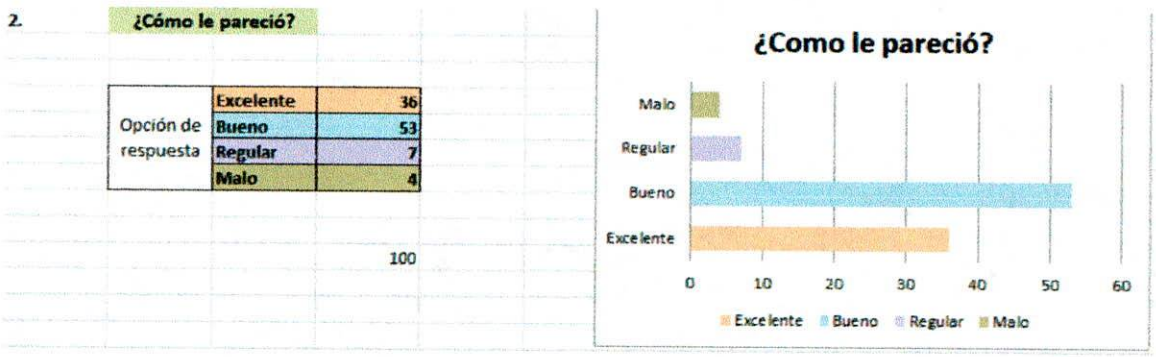 2. ¿Cómo le pareció?
Opción de respuesta
Excelente 36
Bueno 53
Regular 7
Malo 4
100
¿Como le pareció?
Malo
Regular
Bueno
Excelente
0 10 20 30 40 50 60
Excelente Bueno Regular Malo